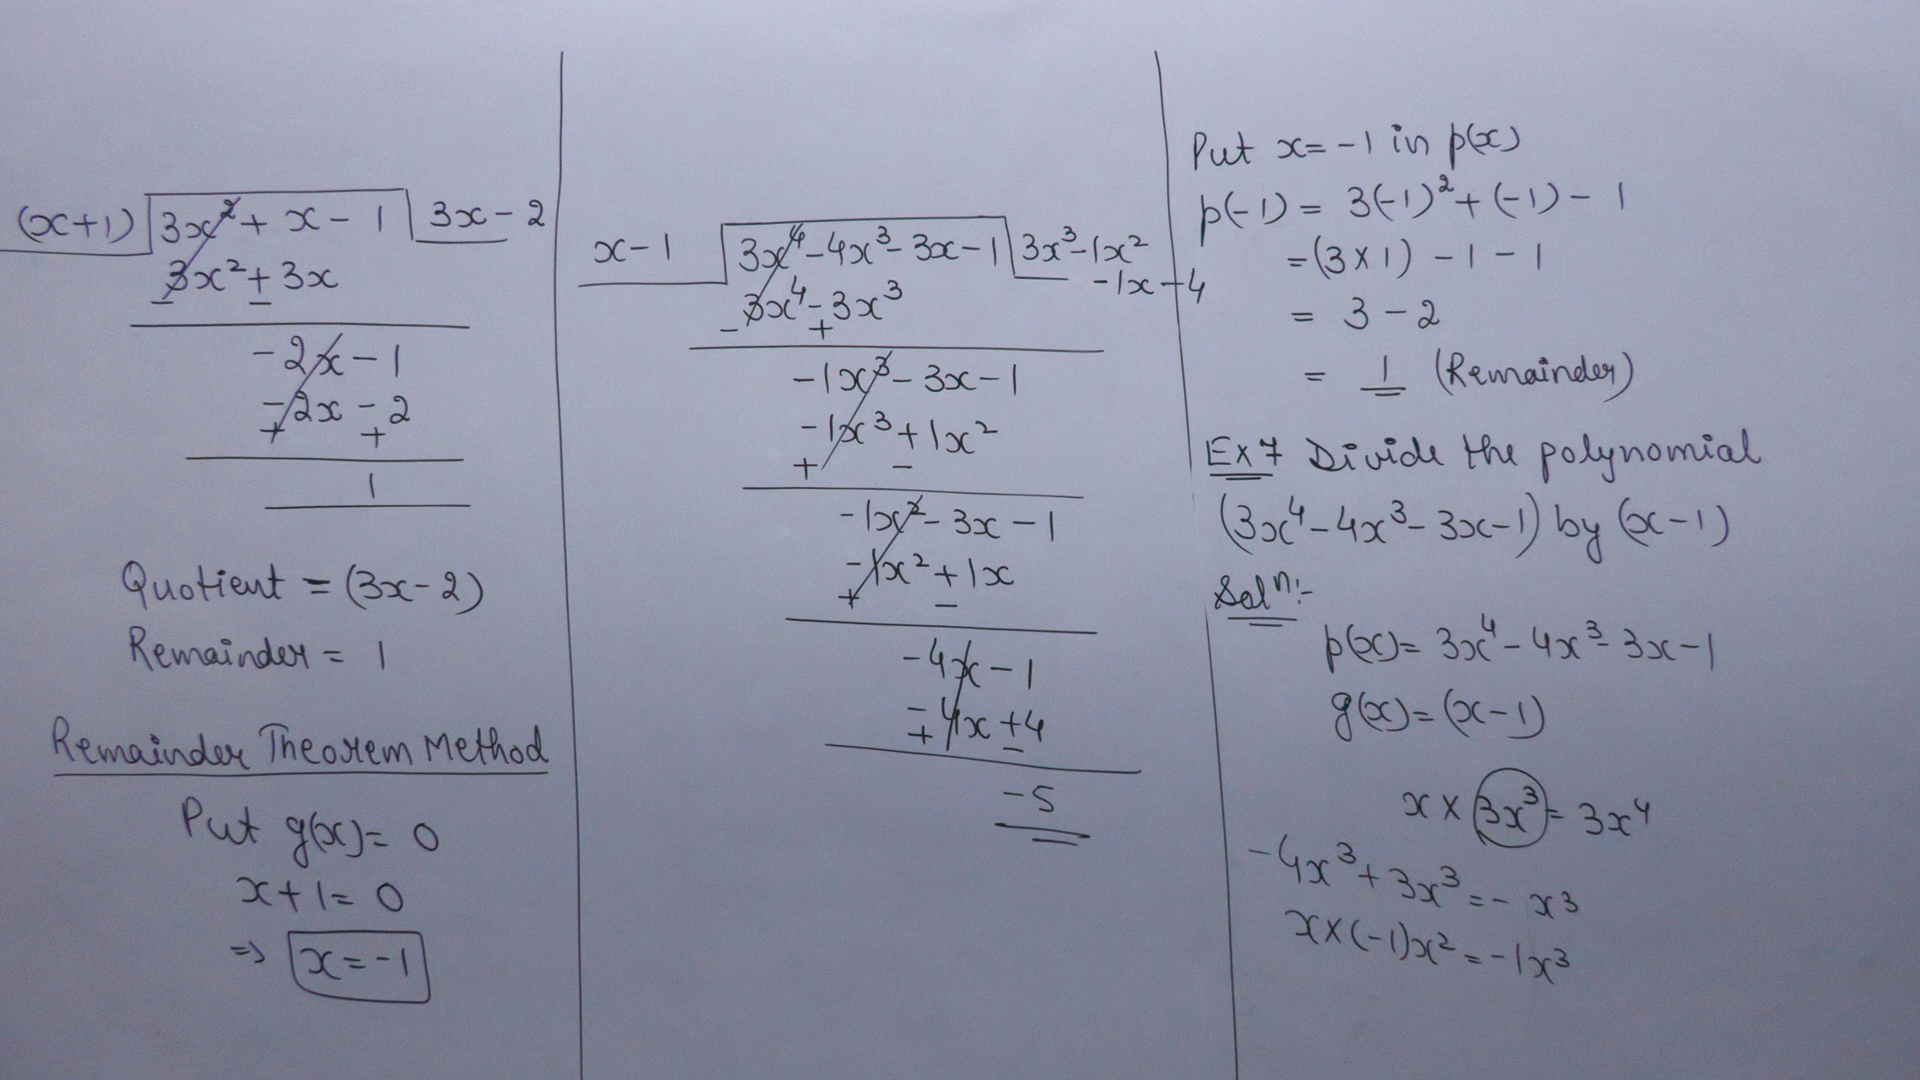 (x+1) 3x² + x - 1 3x - 2
3x² + 3x
- -
-2x - 1
-2x - 2
+ +
1
Quotient = (3x - 2)
Remainder = 1
Remainder Theorem Method
Put g(x) = 0
x + 1 = 0
⇒ x = -1
x - 1 3x⁴ - 4x³ - 3x - 1 3x³ - 1x²
- 1x - 4
3x⁴ - 3x³
- +
-1x³ - 3x - 1
-1x³ + 1x²
+ -
-1x² - 3x - 1
-1x² + 1x
+ -
-4x - 1
-4x + 4
+ -
-5
Put x = -1 in p(x)
p(-1) = 3(-1)² + (-1) - 1
= (3 × 1) - 1 - 1
= 3 - 2
= 1 (Remainder)
Ex 7 Divide the polynomial
(3x⁴ - 4x³ - 3x - 1) by (x - 1)
Solⁿ:-
p(x) = 3x⁴ - 4x³ - 3x - 1
g(x) = (x - 1)
x × 3x³ = 3x⁴
-4x³ + 3x³ = - x³
x × (-1)x² = -1x³